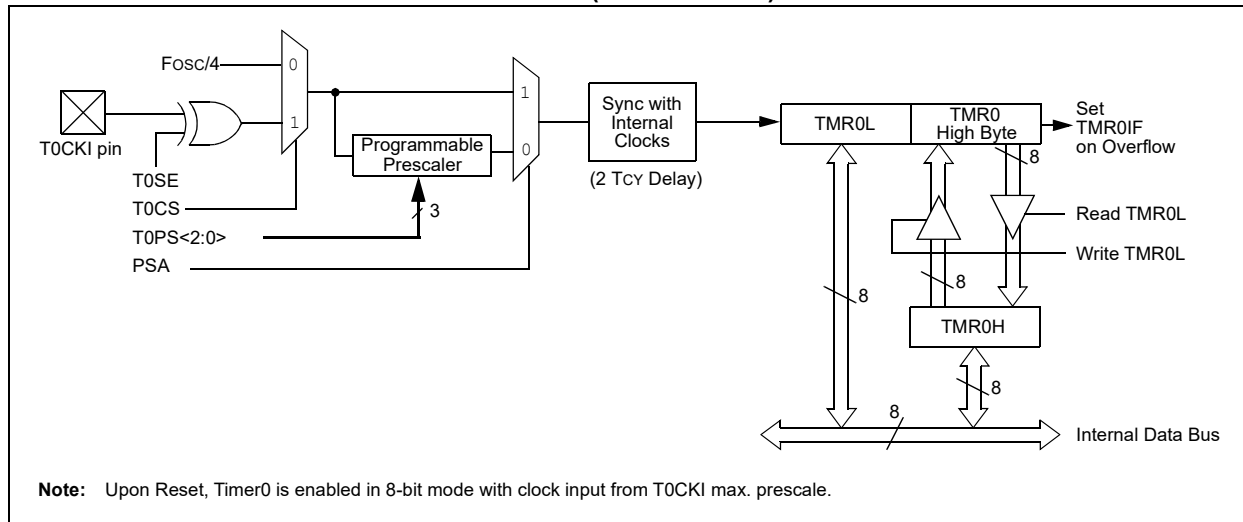 FOSC/4
0
1
T0CKI pin
T0SE
T0CS
T0PS<2:0>
PSA
Programmable
Prescaler
3
1
0
Sync with
Internal
Clocks
(2 TCY Delay)
TMR0L
TMR0
High Byte
Set
TMR0IF
on Overflow
8
Read TMR0L
Write TMR0L
8
8
TMR0H
8
8
Internal Data Bus
Note: Upon Reset, Timer0 is enabled in 8-bit mode with clock input from T0CKI max. prescale.